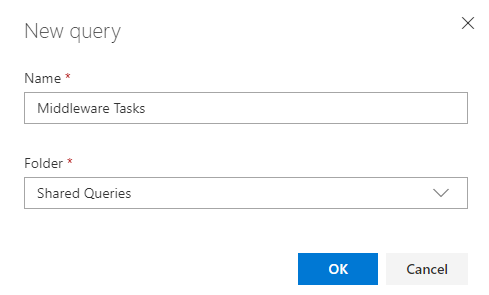 New query
Name *
Middleware Tasks
Folder *
Shared Queries
OK
Cancel